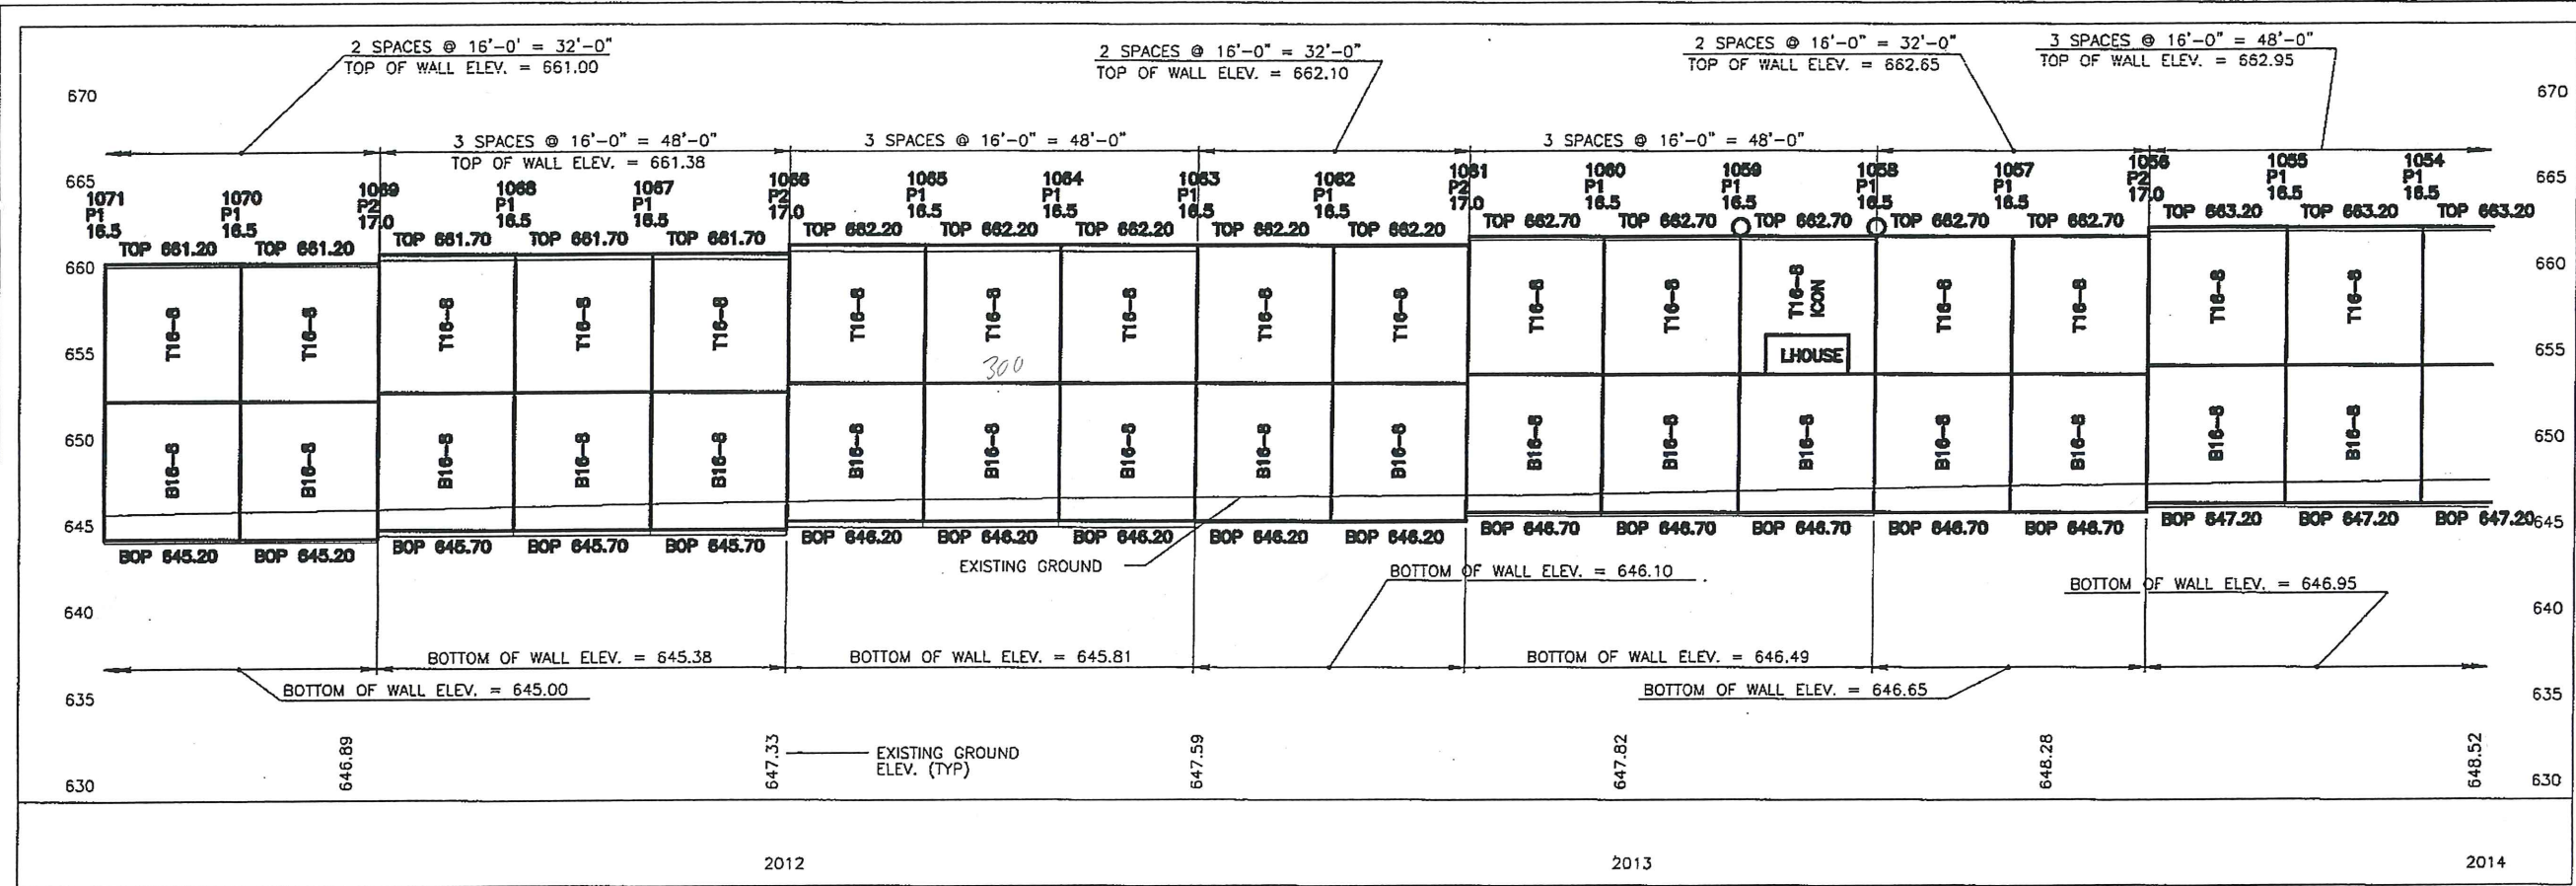 2 SPACES @ 16'-0' = 32'-0"
TOP OF WALL ELEV. = 661.00
2 SPACES @ 16'-0" = 32'-0"
TOP OF WALL ELEV. = 662.10
2 SPACES @ 16'-0" = 32'-0"
TOP OF WALL ELEV. = 662.65
3 SPACES @ 16'-0" = 48'-0"
TOP OF WALL ELEV. = 662.95
670
670
3 SPACES @ 16'-0" = 48'-0"
TOP OF WALL ELEV. = 661.38
3 SPACES @ 16'-0" = 48'-0"
3 SPACES @ 16'-0" = 48'-0"
665
665
1071
P1
16.5
1070
P1
16.5
1069
P2
17.0
1068
P1
16.5
1067
P1
16.5
1066
P2
17.0
1065
P1
16.5
1064
P1
16.5
1063
P1
16.5
1062
P1
16.5
1061
P2
17.0
1060
P1
16.5
1059
P1
16.5
1058
P1
16.5
1057
P1
16.5
1056
P2
17.0
1055
P1
16.5
1054
P1
16.5
TOP 661.20 TOP 661.20 TOP 661.70 TOP 661.70 TOP 661.70 TOP 662.20 TOP 662.20 TOP 662.20 TOP 662.20 TOP 662.20 TOP 662.70 TOP 662.70 TOP 662.70 TOP 662.70 TOP 662.70 TOP 663.20 TOP 663.20 TOP 663.20
660
660
T16-8 T16-8 T16-8 T16-8 T16-8 T16-8 T16-8 T16-8 T16-8 T16-8 T16-8 T16-8 T16-8 T16-8 T16-8 T16-8 T16-8
ICON
655
300
LHOUSE
655
650
650
B16-8 B16-8 B16-8 B16-8 B16-8 B16-8 B16-8 B16-8 B16-8 B16-8 B16-8 B16-8 B16-8 B16-8 B16-8 B16-8 B16-8
645
645
BOP 645.20 BOP 645.20 BOP 645.70 BOP 645.70 BOP 645.70 BOP 646.20 BOP 646.20 BOP 646.20 BOP 646.20 BOP 646.20 BOP 646.70 BOP 646.70 BOP 646.70 BOP 646.70 BOP 646.70 BOP 647.20 BOP 647.20 BOP 647.20
EXISTING GROUND
BOTTOM OF WALL ELEV. = 646.10
BOTTOM OF WALL ELEV. = 646.95
640
640
BOTTOM OF WALL ELEV. = 645.38
BOTTOM OF WALL ELEV. = 645.81
BOTTOM OF WALL ELEV. = 646.49
BOTTOM OF WALL ELEV. = 645.00
BOTTOM OF WALL ELEV. = 646.65
635
635
646.89
647.33
EXISTING GROUND
ELEV. (TYP)
647.59
647.82
648.28
648.52
630
630
2012
2013
2014